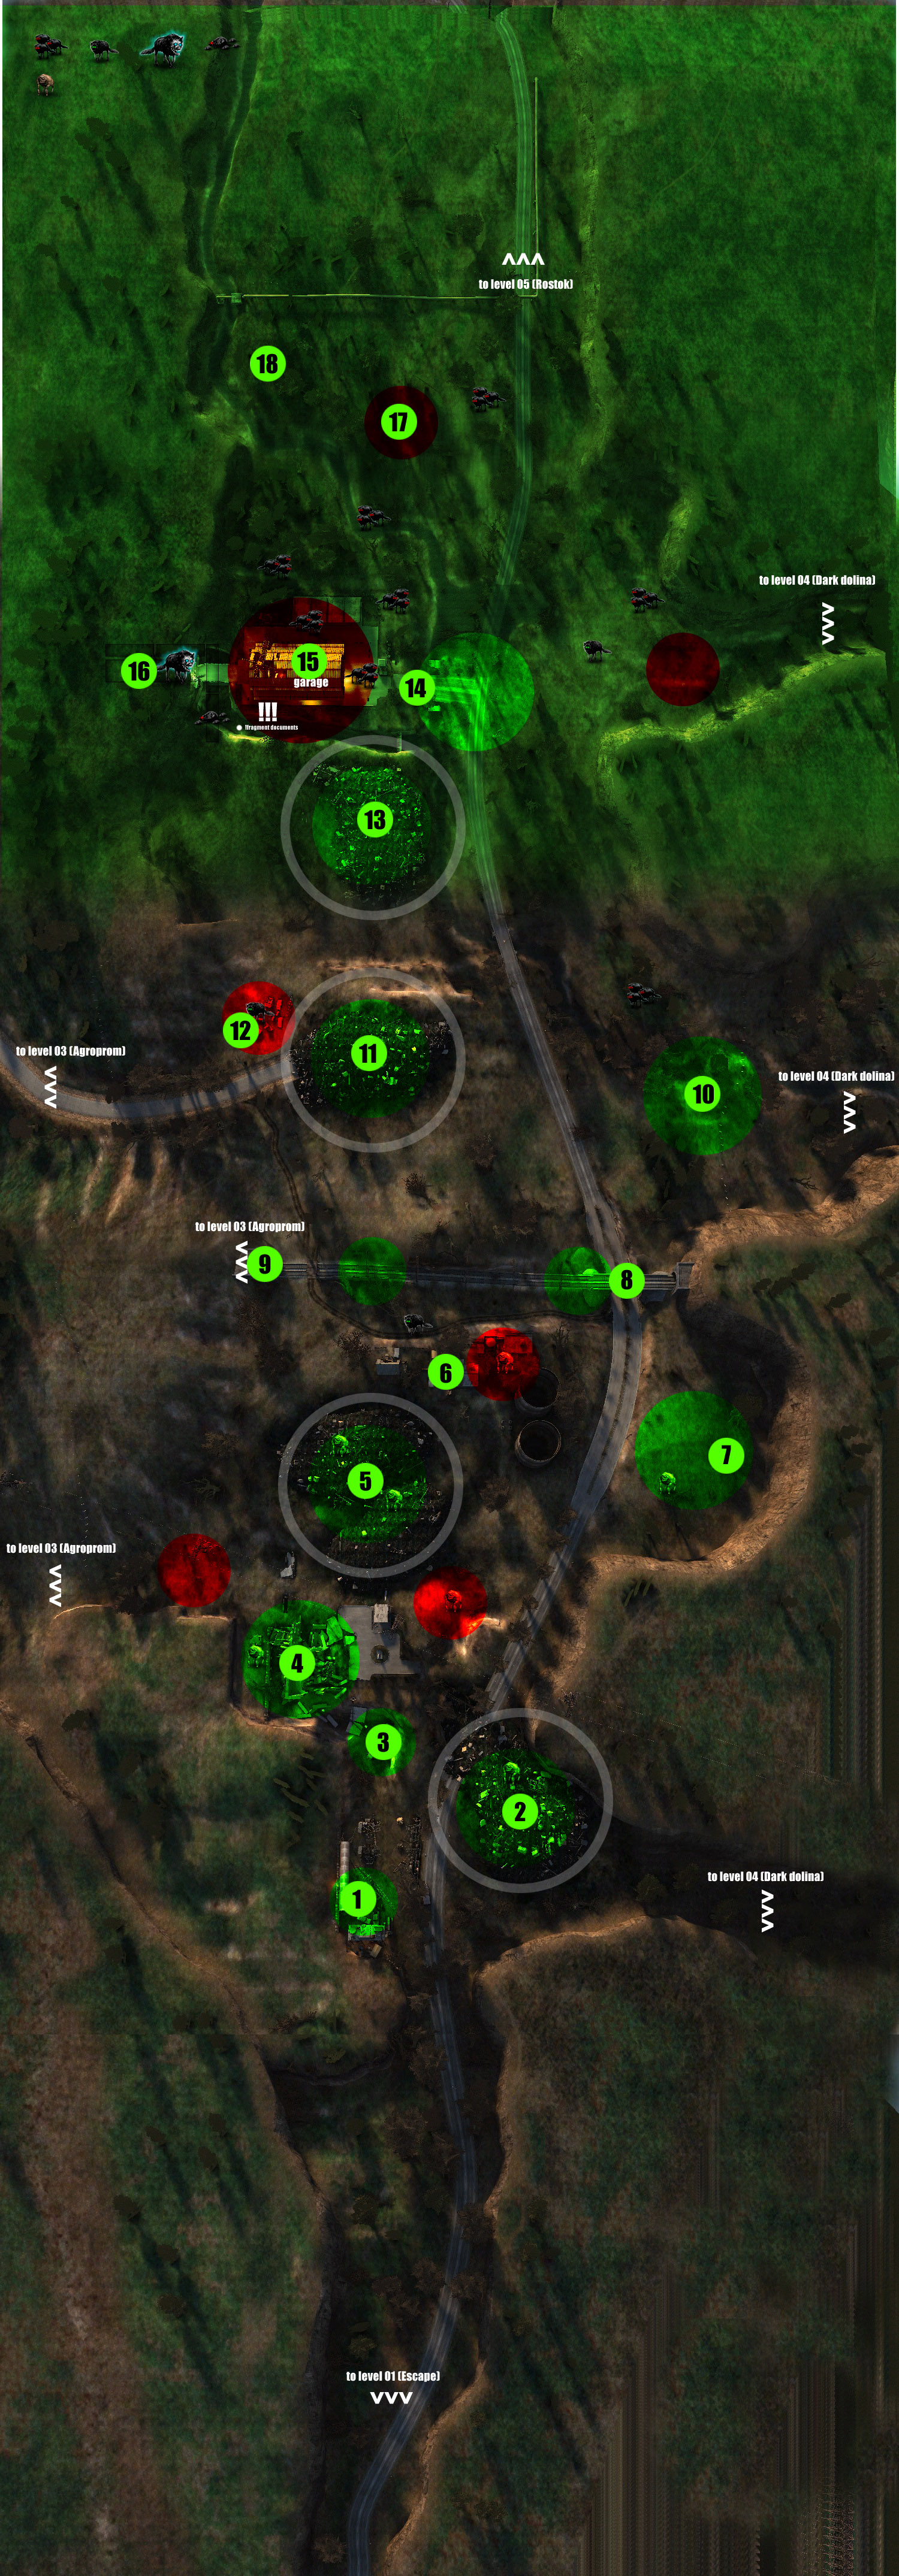 ∧∧∧
to level 05 (Rostok)
18
17
to level 04 (Dark dolina)
>>>
16
15
garage
14
!!!
fragment documents
13
12
11
to level 03 (Agroprom)
<<<
to level 04 (Dark dolina)
>>>
10
to level 03 (Agroprom)
<<<
9
8
6
7
5
to level 03 (Agroprom)
<<<
4
3
2
to level 04 (Dark dolina)
>>>
1
to level 01 (Escape)
VVV